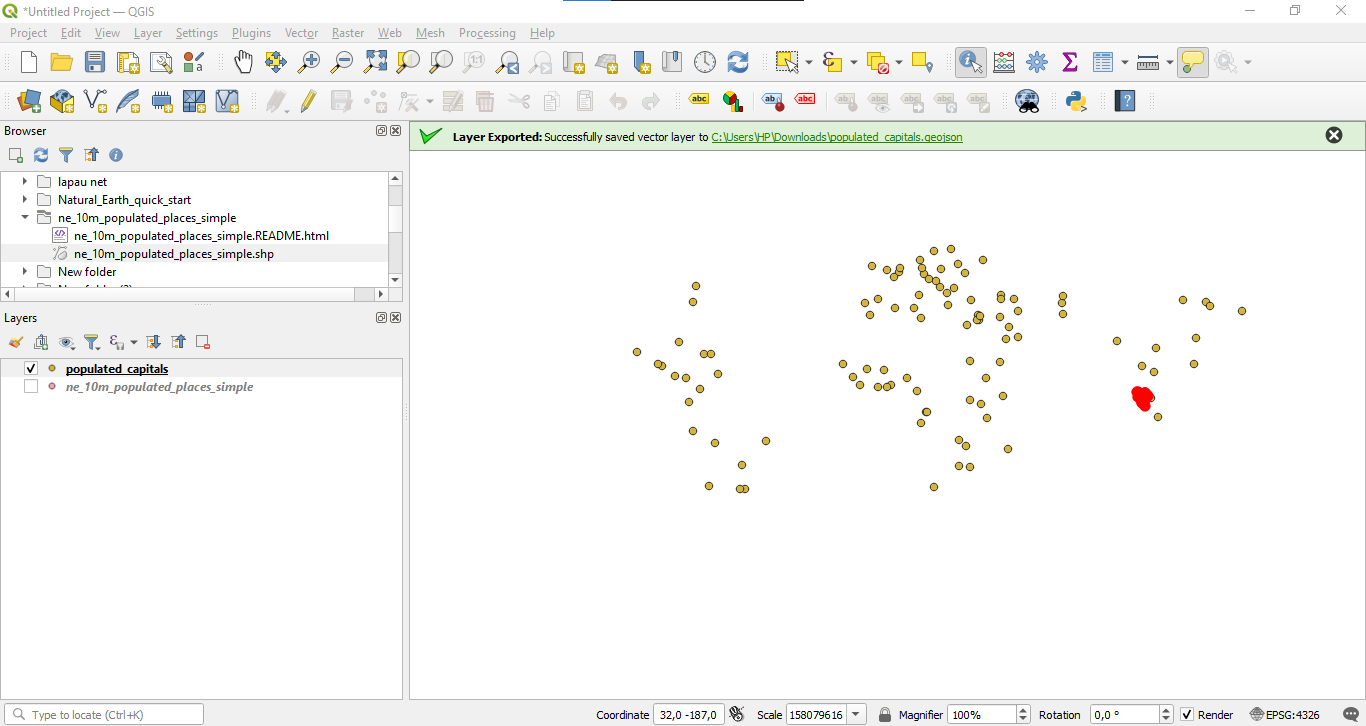 *Untitled Project — QGIS
Project Edit View Layer Settings Plugins Vector Raster Web Mesh Processing Help
abc abc abc
Browser
lapau net
Natural_Earth_quick_start
ne_10m_populated_places_simple
ne_10m_populated_places_simple.README.html
ne_10m_populated_places_simple.shp
New folder
Layers
populated_capitals
ne_10m_populated_places_simple
Layer Exported: Successfully saved vector layer to C:\Users\HP\Downloads\populated_capitals.geojson
Type to locate (Ctrl+K)
Coordinate 32,0 -187,0 Scale 158079616 Magnifier 100% Rotation 0,0 ° Render EPSG:4326